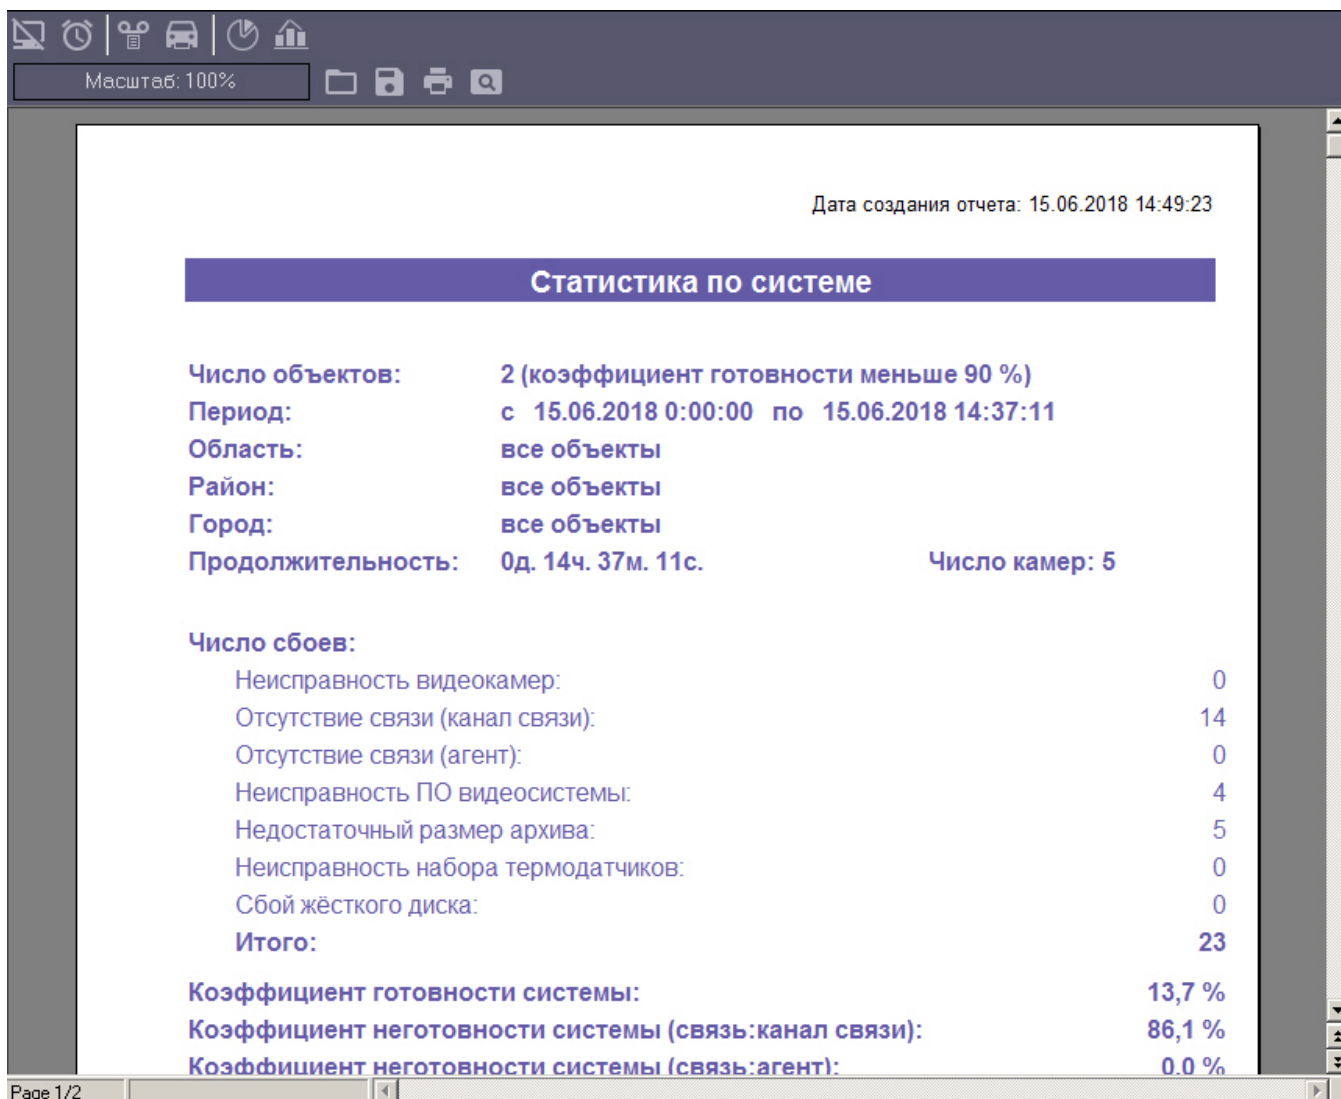 Масштаб: 100%
Дата создания отчета: 15.06.2018 14:49:23
Статистика по системе
Число объектов: 2 (коэффициент готовности меньше 90 %)
Период: с 15.06.2018 0:00:00 по 15.06.2018 14:37:11
Область: все объекты
Район: все объекты
Город: все объекты
Продолжительность: 0д. 14ч. 37м. 11с. Число камер: 5
Число сбоев:
Неисправность видеокамер: 0
Отсутствие связи (канал связи): 14
Отсутствие связи (агент): 0
Неисправность ПО видеосистемы: 4
Недостаточный размер архива: 5
Неисправность набора термодатчиков: 0
Сбой жёсткого диска: 0
Итого: 23
Коэффициент готовности системы: 13,7 %
Коэффициент неготовности системы (связь:канал связи): 86,1 %
Коэффициент неготовности системы (связь:агент): 0,0 %
Page 1/2